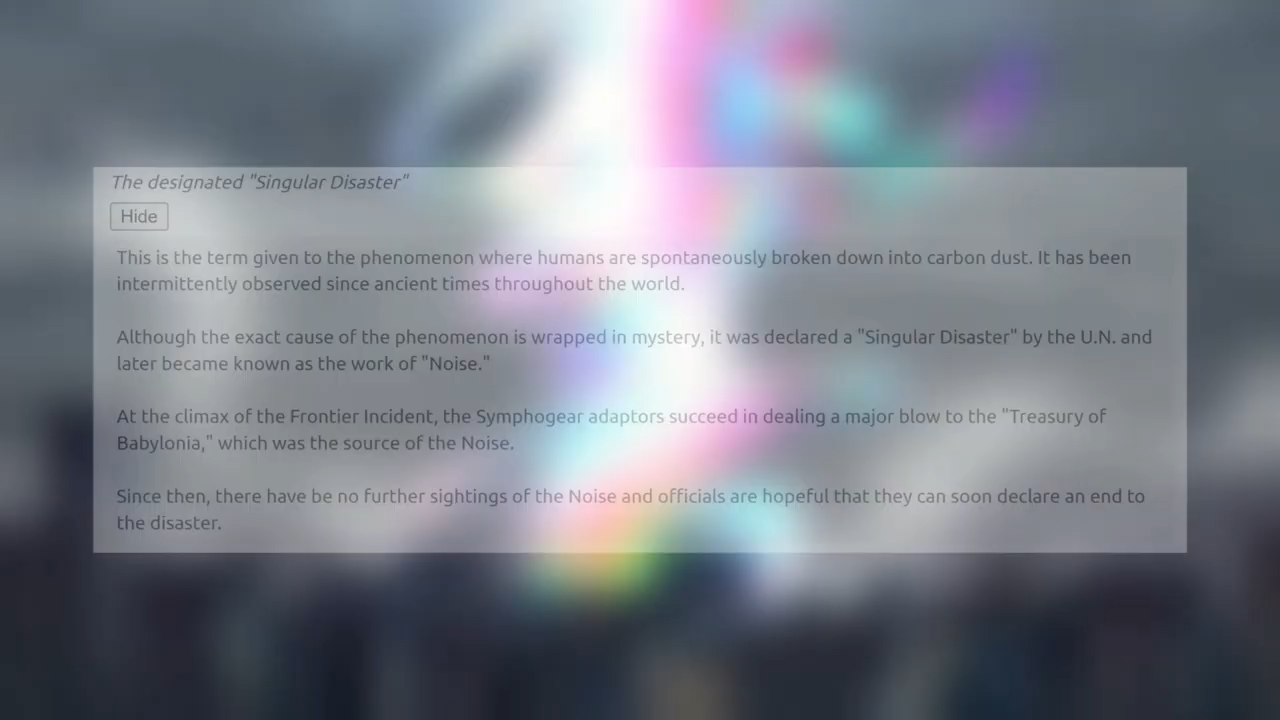 The designated "Singular Disaster"
Hide
This is the term given to the phenomenon where humans are spontaneously broken down into carbon dust. It has been
intermittently observed since ancient times throughout the world.
Although the exact cause of the phenomenon is wrapped in mystery, it was declared a "Singular Disaster" by the U.N. and
later became known as the work of "Noise."
At the climax of the Frontier Incident, the Symphogear adaptors succeed in dealing a major blow to the "Treasury of
Babylonia," which was the source of the Noise.
Since then, there have be no further sightings of the Noise and officials are hopeful that they can soon declare an end to
the disaster.